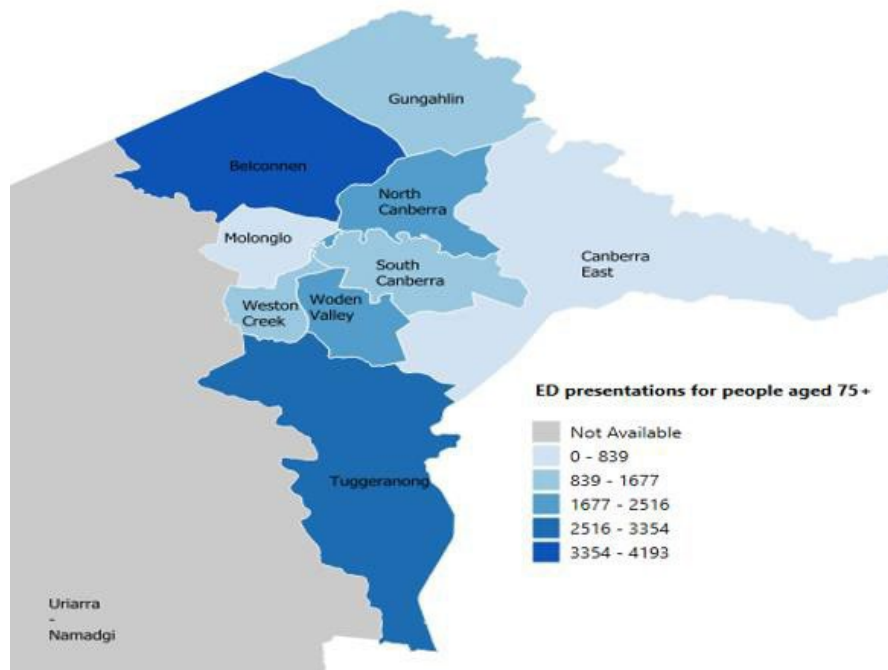 Gungahlin
Belconnen
North
Canberra
Molonglo
South
Canberra
Canberra
East
Weston
Creek
Woden
Valley
Tuggeranong
Uriarra
-
Namadgi
ED presentations for people aged 75+
Not Available
0 - 839
839 - 1677
1677 - 2516
2516 - 3354
3354 - 4193